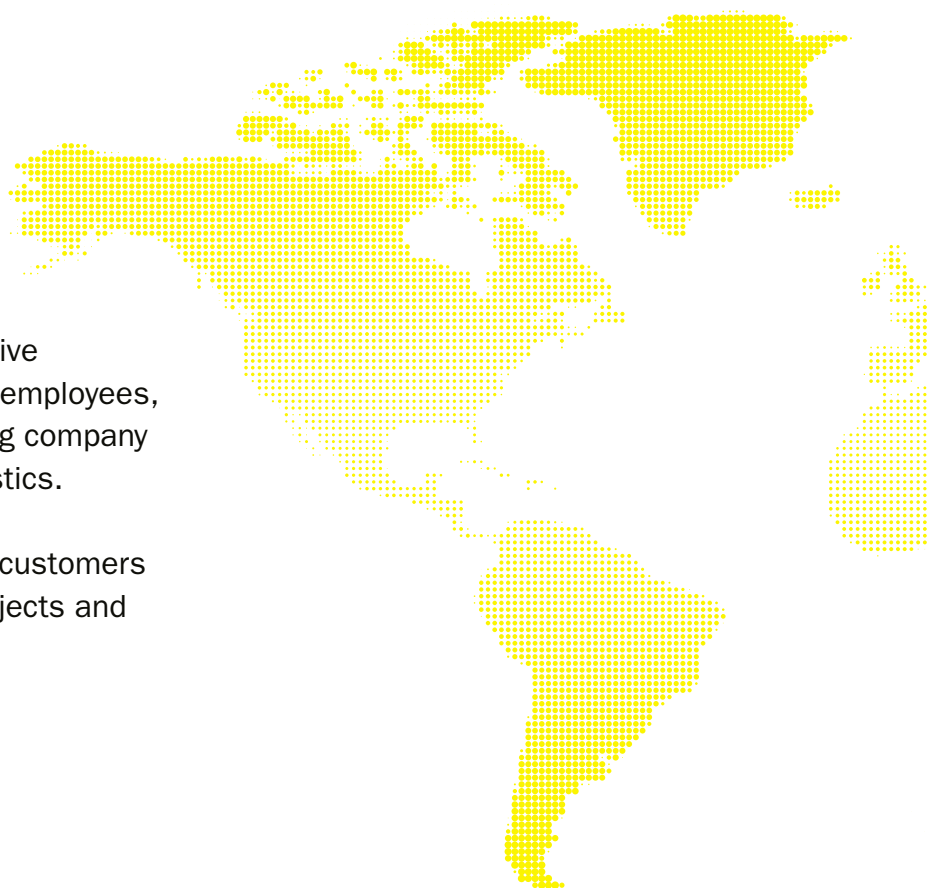 ive
employees,
g company
stics.
customers
jects and